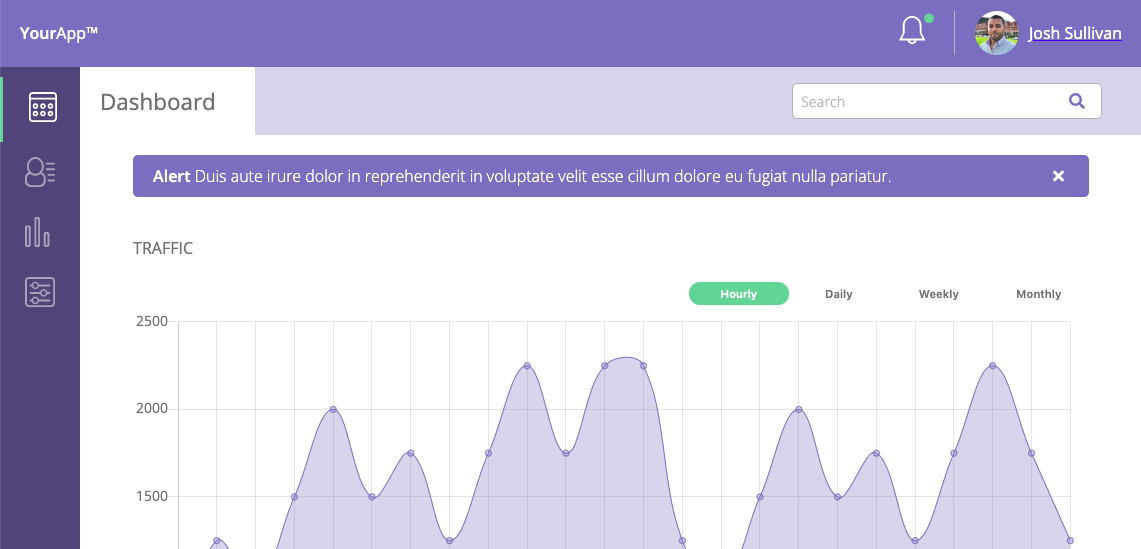 YourApp™
Josh Sullivan
Dashboard
Search
Alert Duis aute irure dolor in reprehenderit in voluptate velit esse cillum dolore eu fugiat nulla pariatur.
TRAFFIC
Hourly Daily Weekly Monthly
2500
2000
1500